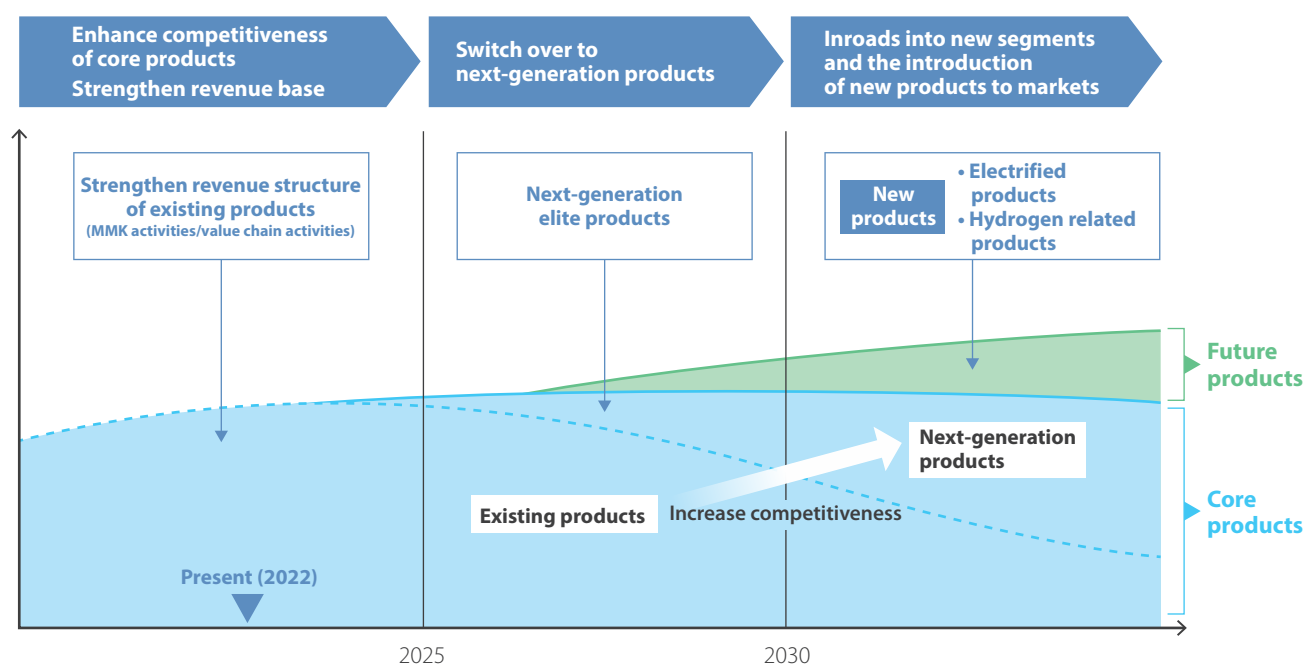 Enhance competitiveness
of core products
Strengthen revenue base
Switch over to
next-generation products
Inroads into new segments
and the introduction
of new products to markets
Strengthen revenue structure
of existing products
(MMK activities/value chain activities)
Next-generation
elite products
New
products
• Electrified
products
• Hydrogen related
products
Future
products
Next-generation
products
Existing products
Increase competitiveness
Core
products
Present (2022)
2025
2030